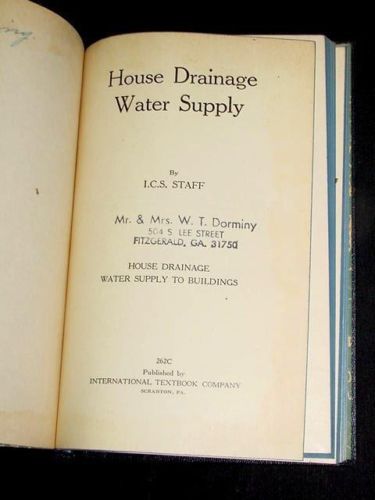 House Drainage
Water Supply
By
I.C.S. STAFF
Mr. & Mrs. W. T. Dorminy
504 S. LEE STREET
FITZGERALD, GA. 31750
HOUSE DRAINAGE
WATER SUPPLY TO BUILDINGS
262C
Published by
INTERNATIONAL TEXTBOOK COMPANY
SCRANTON, PA.